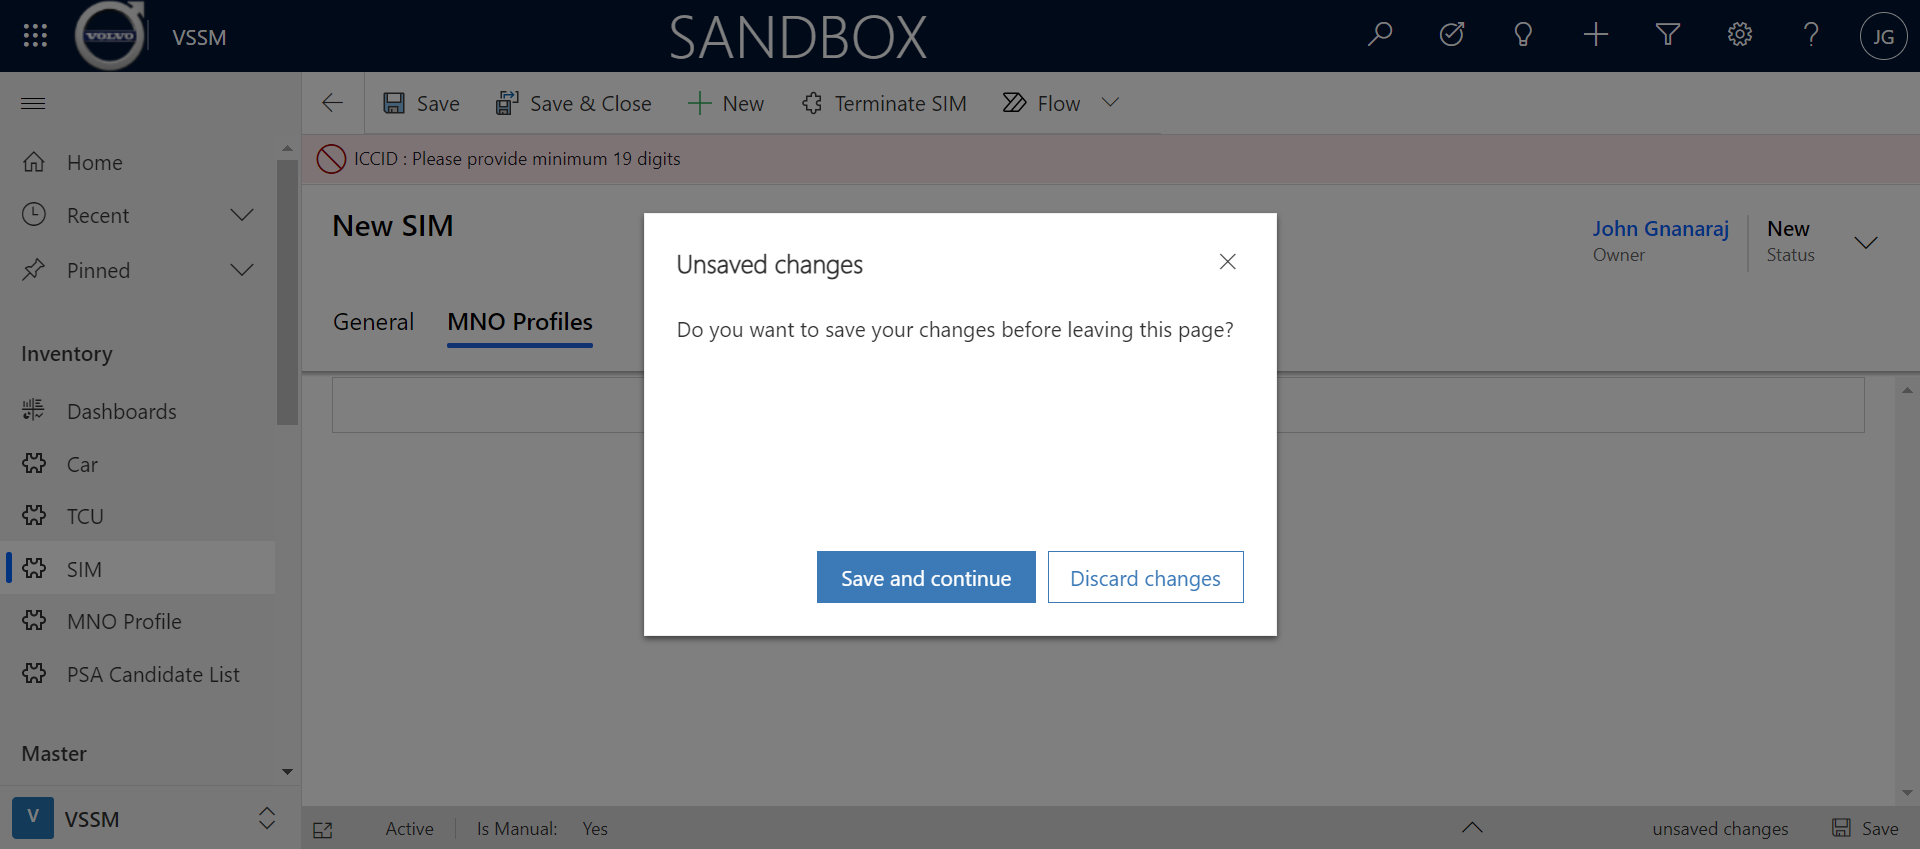 VOLVO
VSSM
SANDBOX
JG
Save
Save & Close
New
Terminate SIM
Flow
ICCID : Please provide minimum 19 digits
Home
Recent
Pinned
Inventory
Dashboards
Car
TCU
SIM
MNO Profile
PSA Candidate List
Master
V
VSSM
New SIM
John Gnanaraj
Owner
New
Status
General
MNO Profiles
Unsaved changes
Do you want to save your changes before leaving this page?
Save and continue
Discard changes
Active
Is Manual:
Yes
unsaved changes
Save